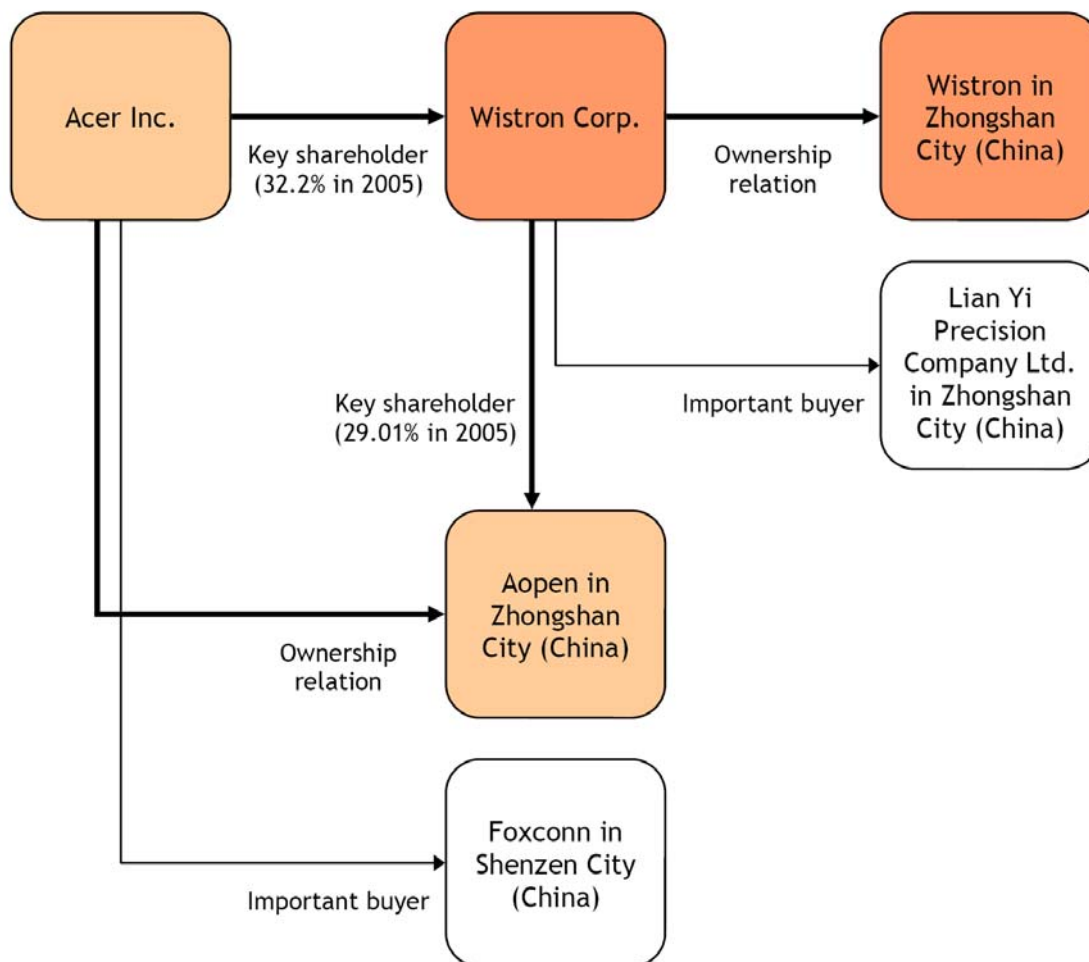 Acer Inc.
Key shareholder
(32.2% in 2005)
Wistron Corp.
Ownership
relation
Wistron in
Zhongshan
City (China)
Lian Yi
Precision
Company Ltd.
in Zhongshan
City (China)
Important buyer
Key shareholder
(29.01% in 2005)
Aopen in
Zhongshan
City (China)
Ownership
relation
Foxconn in
Shenzen City
(China)
Important buyer